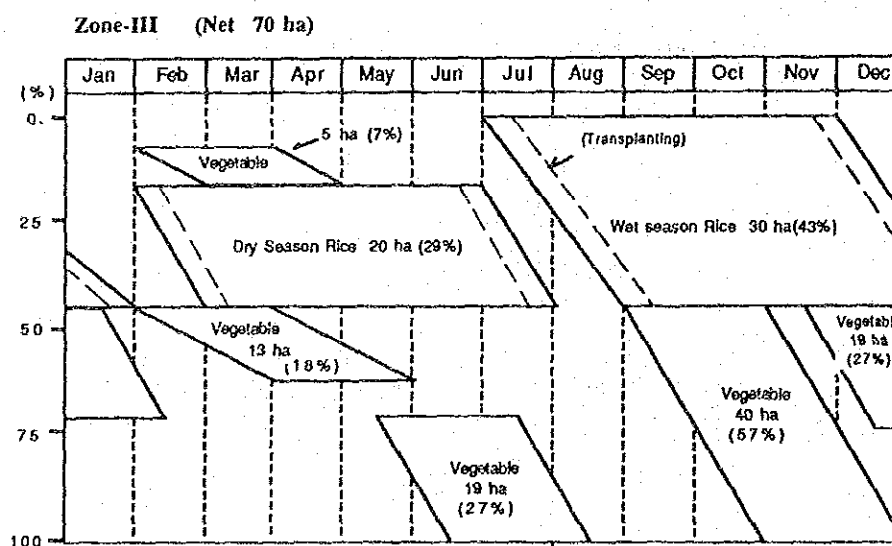 Zone-III (Net 70 ha)
Jan Feb Mar Apr May Jun Jul Aug Sep Oct Nov Dec
(%)
0.
5 ha (7%)
Vegetable
(Transplanting)
25
Dry Season Rice 20 ha (29%)
Wet season Rice 30 ha (43%)
50
Vegetable
13 ha
(18%)
Vegetable
19 ha
(27%)
Vegetable
40 ha
(57%)
75
Vegetable
19 ha
(27%)
100